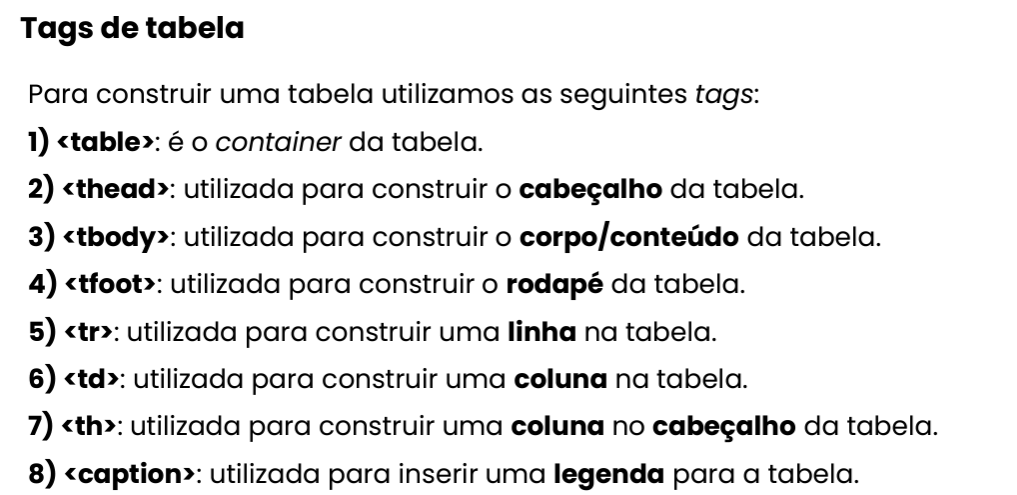 Tags de tabela
Para construir uma tabela utilizamos as seguintes tags:
1) <table>: é o container da tabela.
2) <thead>: utilizada para construir o cabeçalho da tabela.
3) <tbody>: utilizada para construir o corpo/conteúdo da tabela.
4) <tfoot>: utilizada para construir o rodapé da tabela.
5) <tr>: utilizada para construir uma linha na tabela.
6) <td>: utilizada para construir uma coluna na tabela.
7) <th>: utilizada para construir uma coluna no cabeçalho da tabela.
8) <caption>: utilizada para inserir uma legenda para a tabela.